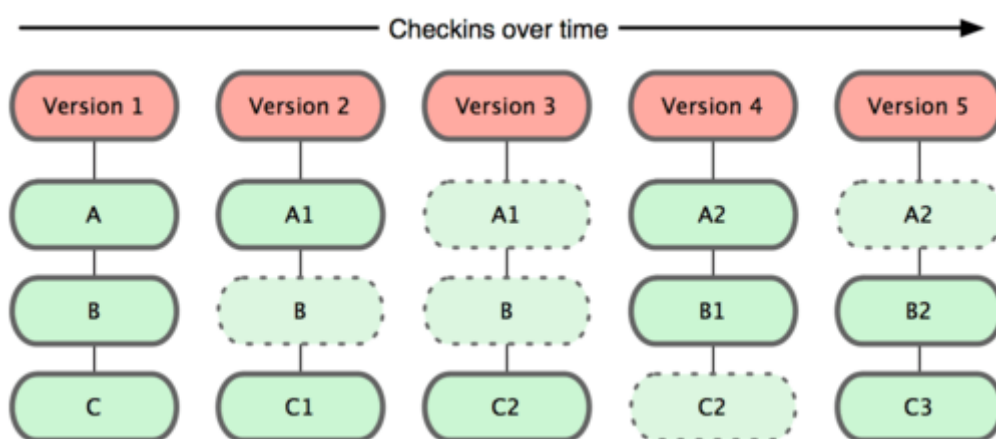 Checkins over time
Version 1 Version 2 Version 3 Version 4 Version 5
A A1 A1 A2 A2
B B B B1 B2
C C1 C2 C2 C3